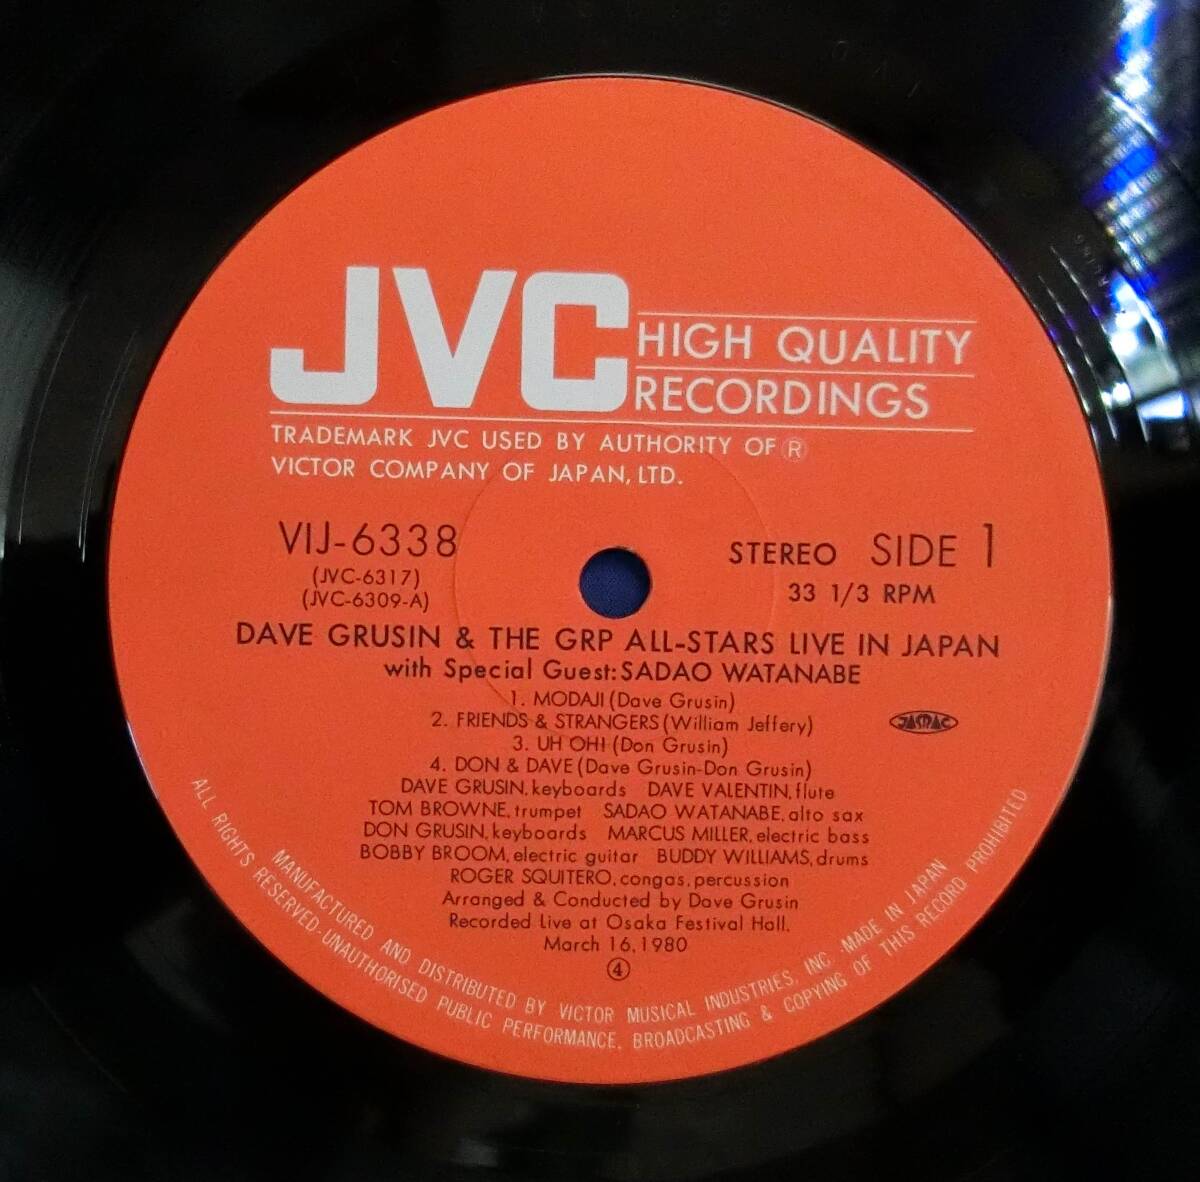 JVC HIGH QUALITY
RECORDINGS
TRADEMARK JVC USED BY AUTHORITY OF Ⓡ
VICTOR COMPANY OF JAPAN, LTD.
VIJ-6338
(JVC-6317)
(JVC-6309-A)
STEREO SIDE 1
33 1/3 RPM
DAVE GRUSIN & THE GRP ALL-STARS LIVE IN JAPAN
with Special Guest: SADAO WATANABE
1. MODAJI (Dave Grusin)
2. FRIENDS & STRANGERS (William Jeffery)
3. UH OH! (Don Grusin)
4. DON & DAVE (Dave Grusin-Don Grusin)
JASRAC
DAVE GRUSIN, keyboards DAVE VALENTIN, flute
TOM BROWNE, trumpet SADAO WATANABE, alto sax
DON GRUSIN, keyboards MARCUS MILLER, electric bass
BOBBY BROOM, electric guitar BUDDY WILLIAMS, drums
ROGER SQUITERO, congas, percussion
Arranged & Conducted by Dave Grusin
Recorded Live at Osaka Festival Hall,
March 16, 1980
④
MANUFACTURED AND DISTRIBUTED BY VICTOR MUSICAL INDUSTRIES, INC.-MADE IN JAPAN
ALL RIGHTS RESERVED-UNAUTHORISED PUBLIC PERFORMANCE, BROADCASTING & COPYING OF THIS RECORD PROHIBITED